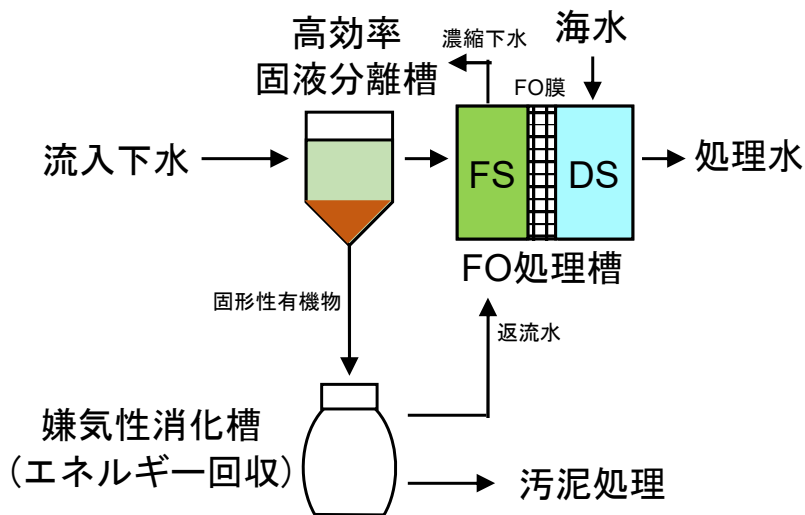 高効率
固液分離槽
濃縮下水
海水
FO膜
流入下水
FS
DS
処理水
FO処理槽
固形性有機物
返流水
嫌気性消化槽
(エネルギー回収)
汚泥処理